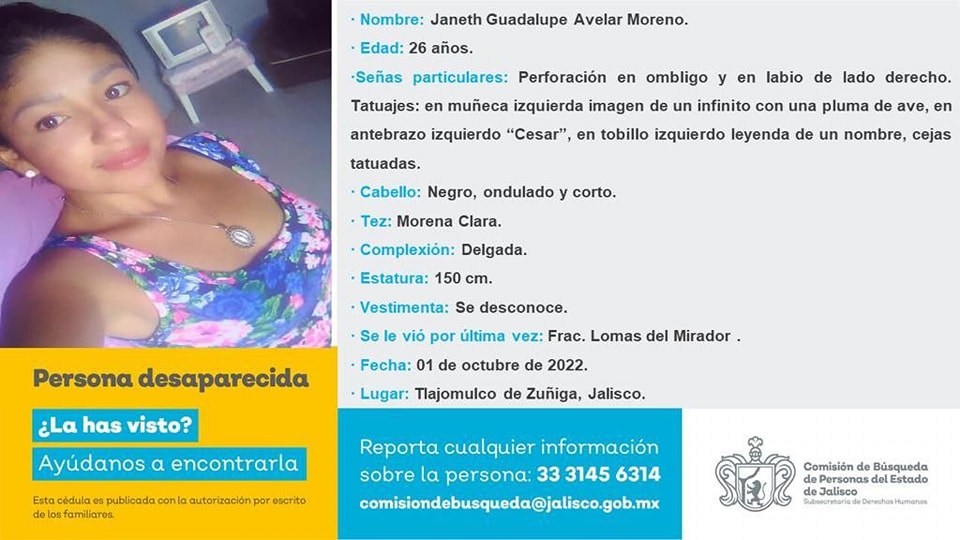 · Nombre: Janeth Guadalupe Avelar Moreno.
· Edad: 26 años.
·Señas particulares: Perforación en ombligo y en labio de lado derecho.
Tatuajes: en muñeca izquierda imagen de un infinito con una pluma de ave, en
antebrazo izquierdo “Cesar”, en tobillo izquierdo leyenda de un nombre, cejas
tatuadas.
· Cabello: Negro, ondulado y corto.
· Tez: Morena Clara.
· Complexión: Delgada.
· Estatura: 150 cm.
· Vestimenta: Se desconoce.
· Se le vió por última vez: Frac. Lomas del Mirador .
· Fecha: 01 de octubre de 2022.
· Lugar: Tlajomulco de Zuñiga, Jalisco.
Persona desaparecida
¿La has visto?
Ayúdanos a encontrarla
Esta cédula es publicada con la autorización por escrito
de los familiares.
Reporta cualquier información
sobre la persona: 33 3145 6314
comisiondebusqueda@jalisco.gob.mx
Comisión de Búsqueda
de Personas del Estado
de Jalisco
Subsecretaría de Derechos Humanos